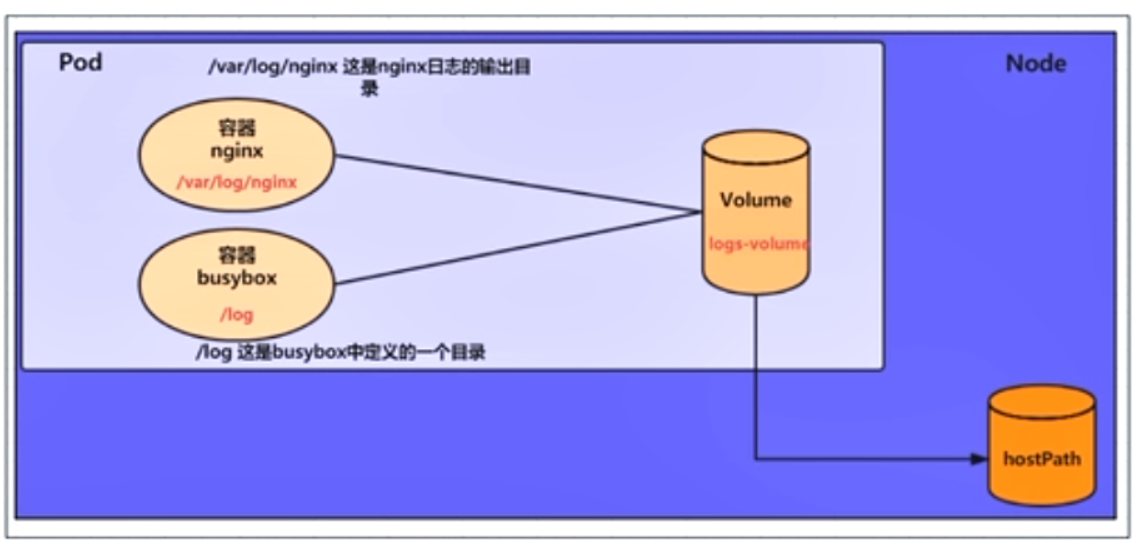 Pod
/var/log/nginx 这是nginx日志的输出目
录
Node
容器
nginx
/var/log/nginx
Volume
logs-volume
容器
busybox
/log
/log 这是busybox中定义的一个目录
hostPath